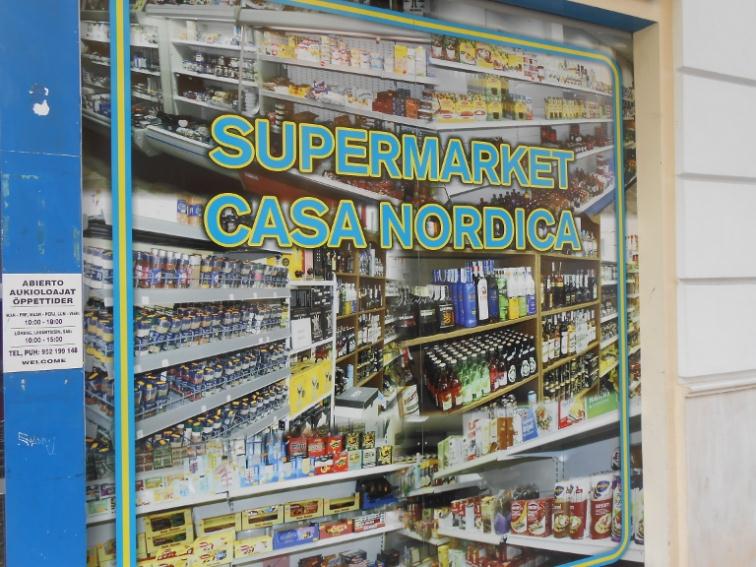 SUPERMARKET
CASA NORDICA
ABIERTO
AUKIOLOAJAT
ÖPPETTIDER
10:00 - 18:00
10:00 - 15:00
TEL, PUH: 952 199 148
WELCOME